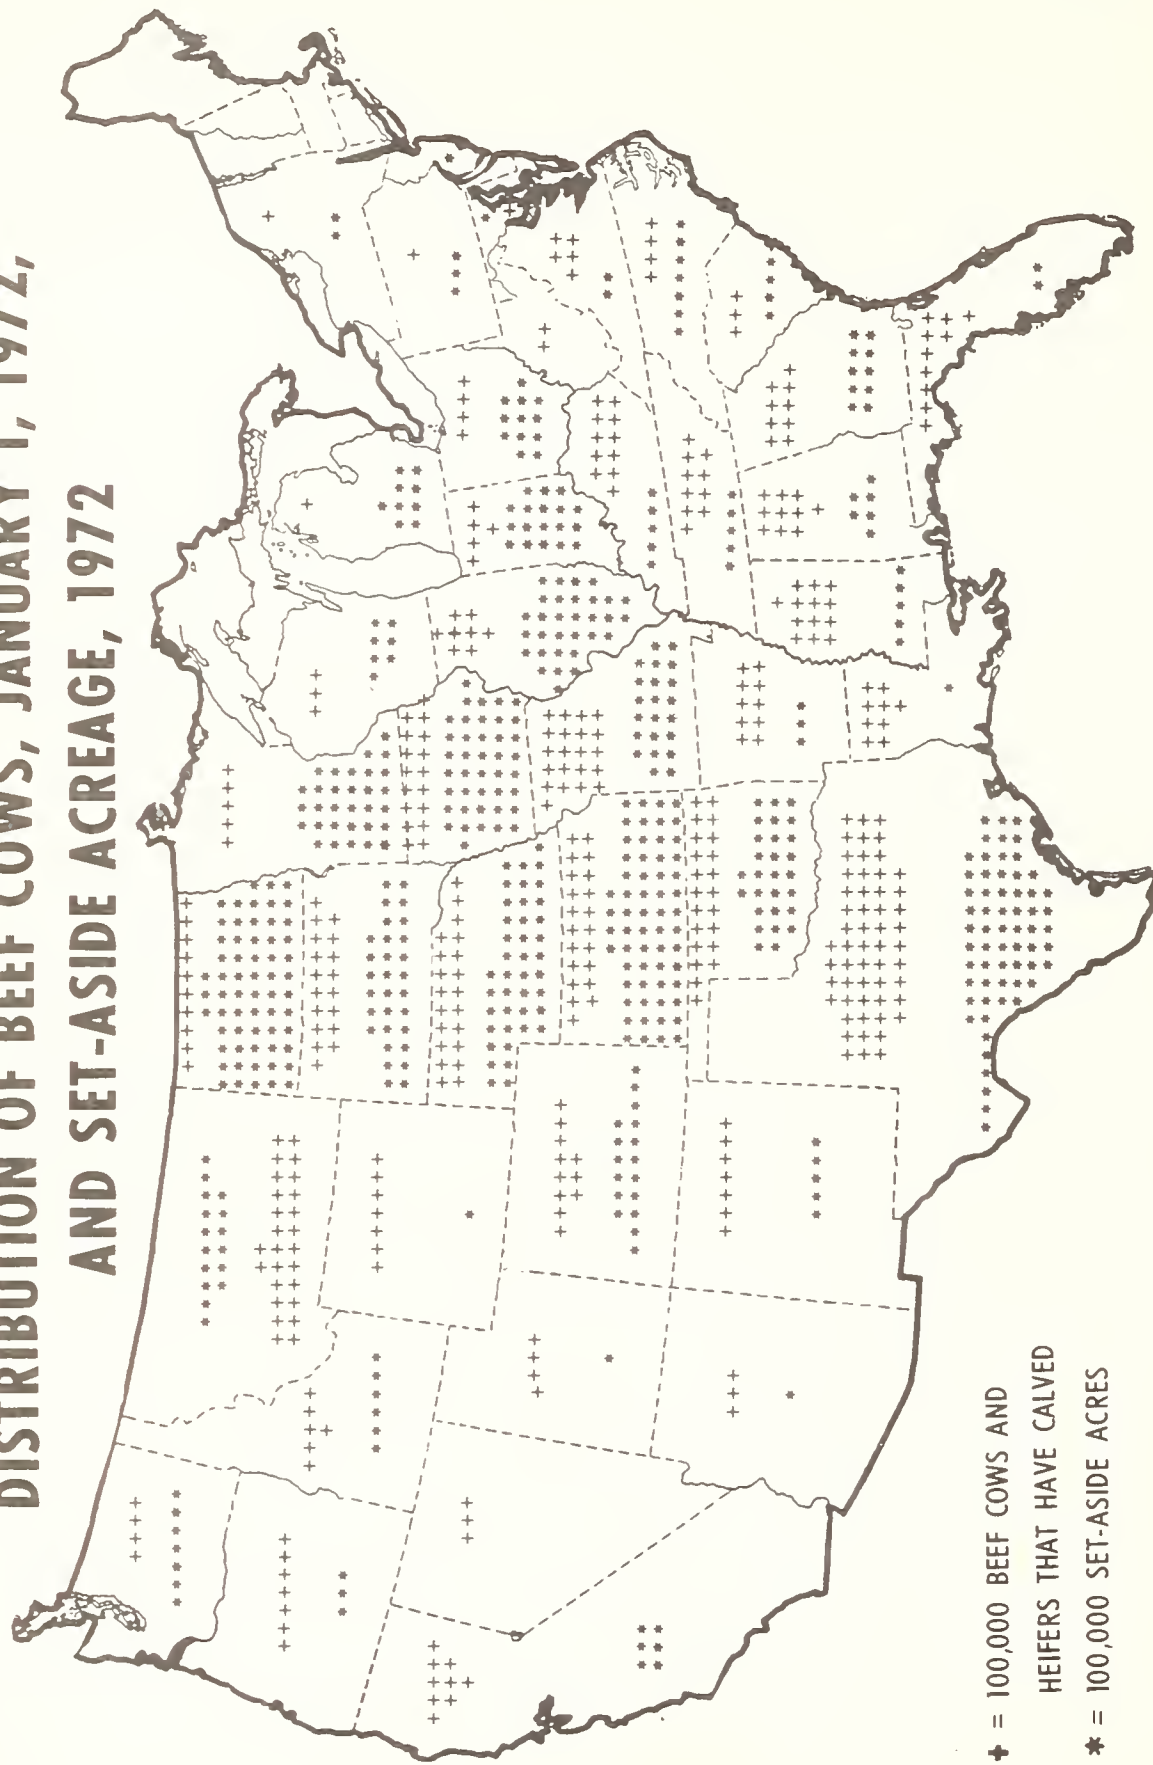 DISTRIBUTION OF BEEF COWS, JANUARY 1, 1972,
AND SET-ASIDE ACREAGE, 1972
+ = 100,000 BEEF COWS AND
HEIFERS THAT HAVE CALVED
* = 100,000 SET-ASIDE ACRES